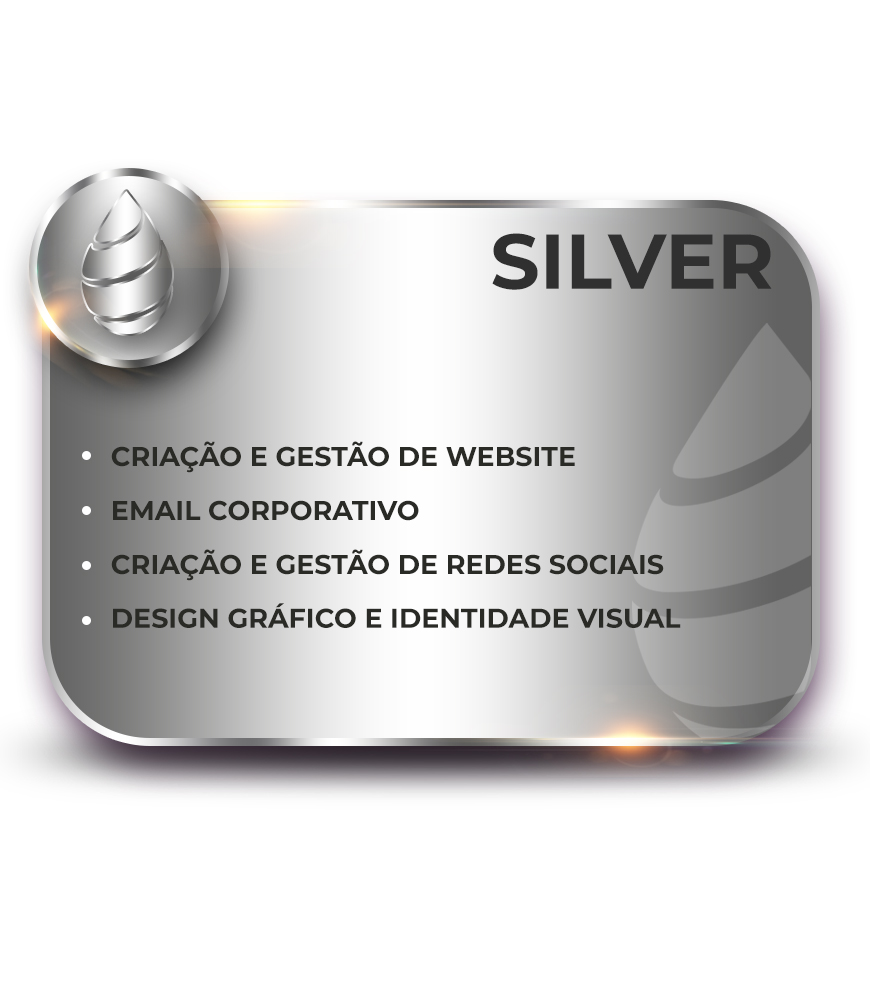 SILVER
• CRIAÇÃO E GESTÃO DE WEBSITE
• EMAIL CORPORATIVO
• CRIAÇÃO E GESTÃO DE REDES SOCIAIS
• DESIGN GRÁFICO E IDENTIDADE VISUAL